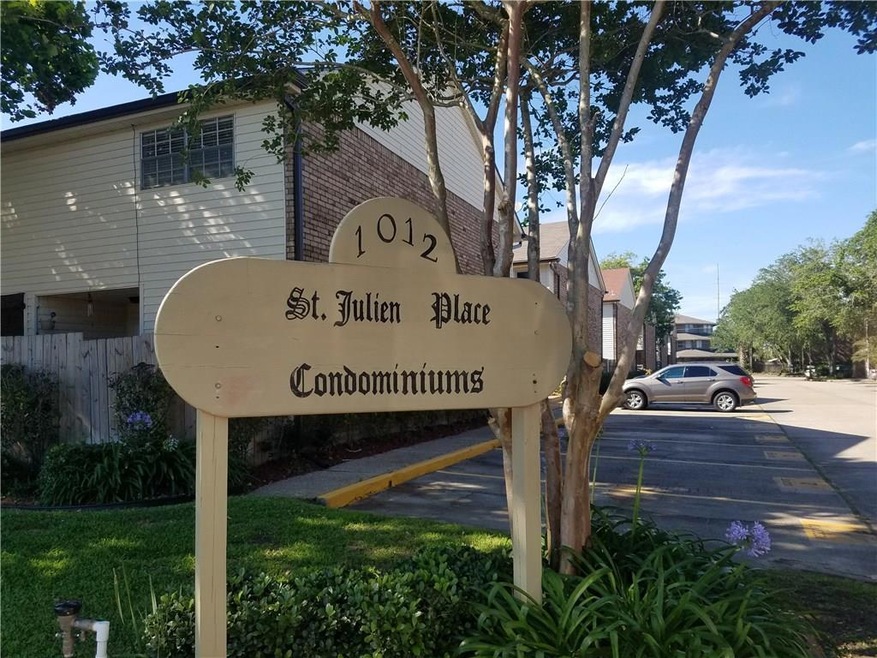 1012
St. Julien Place
Condominiums